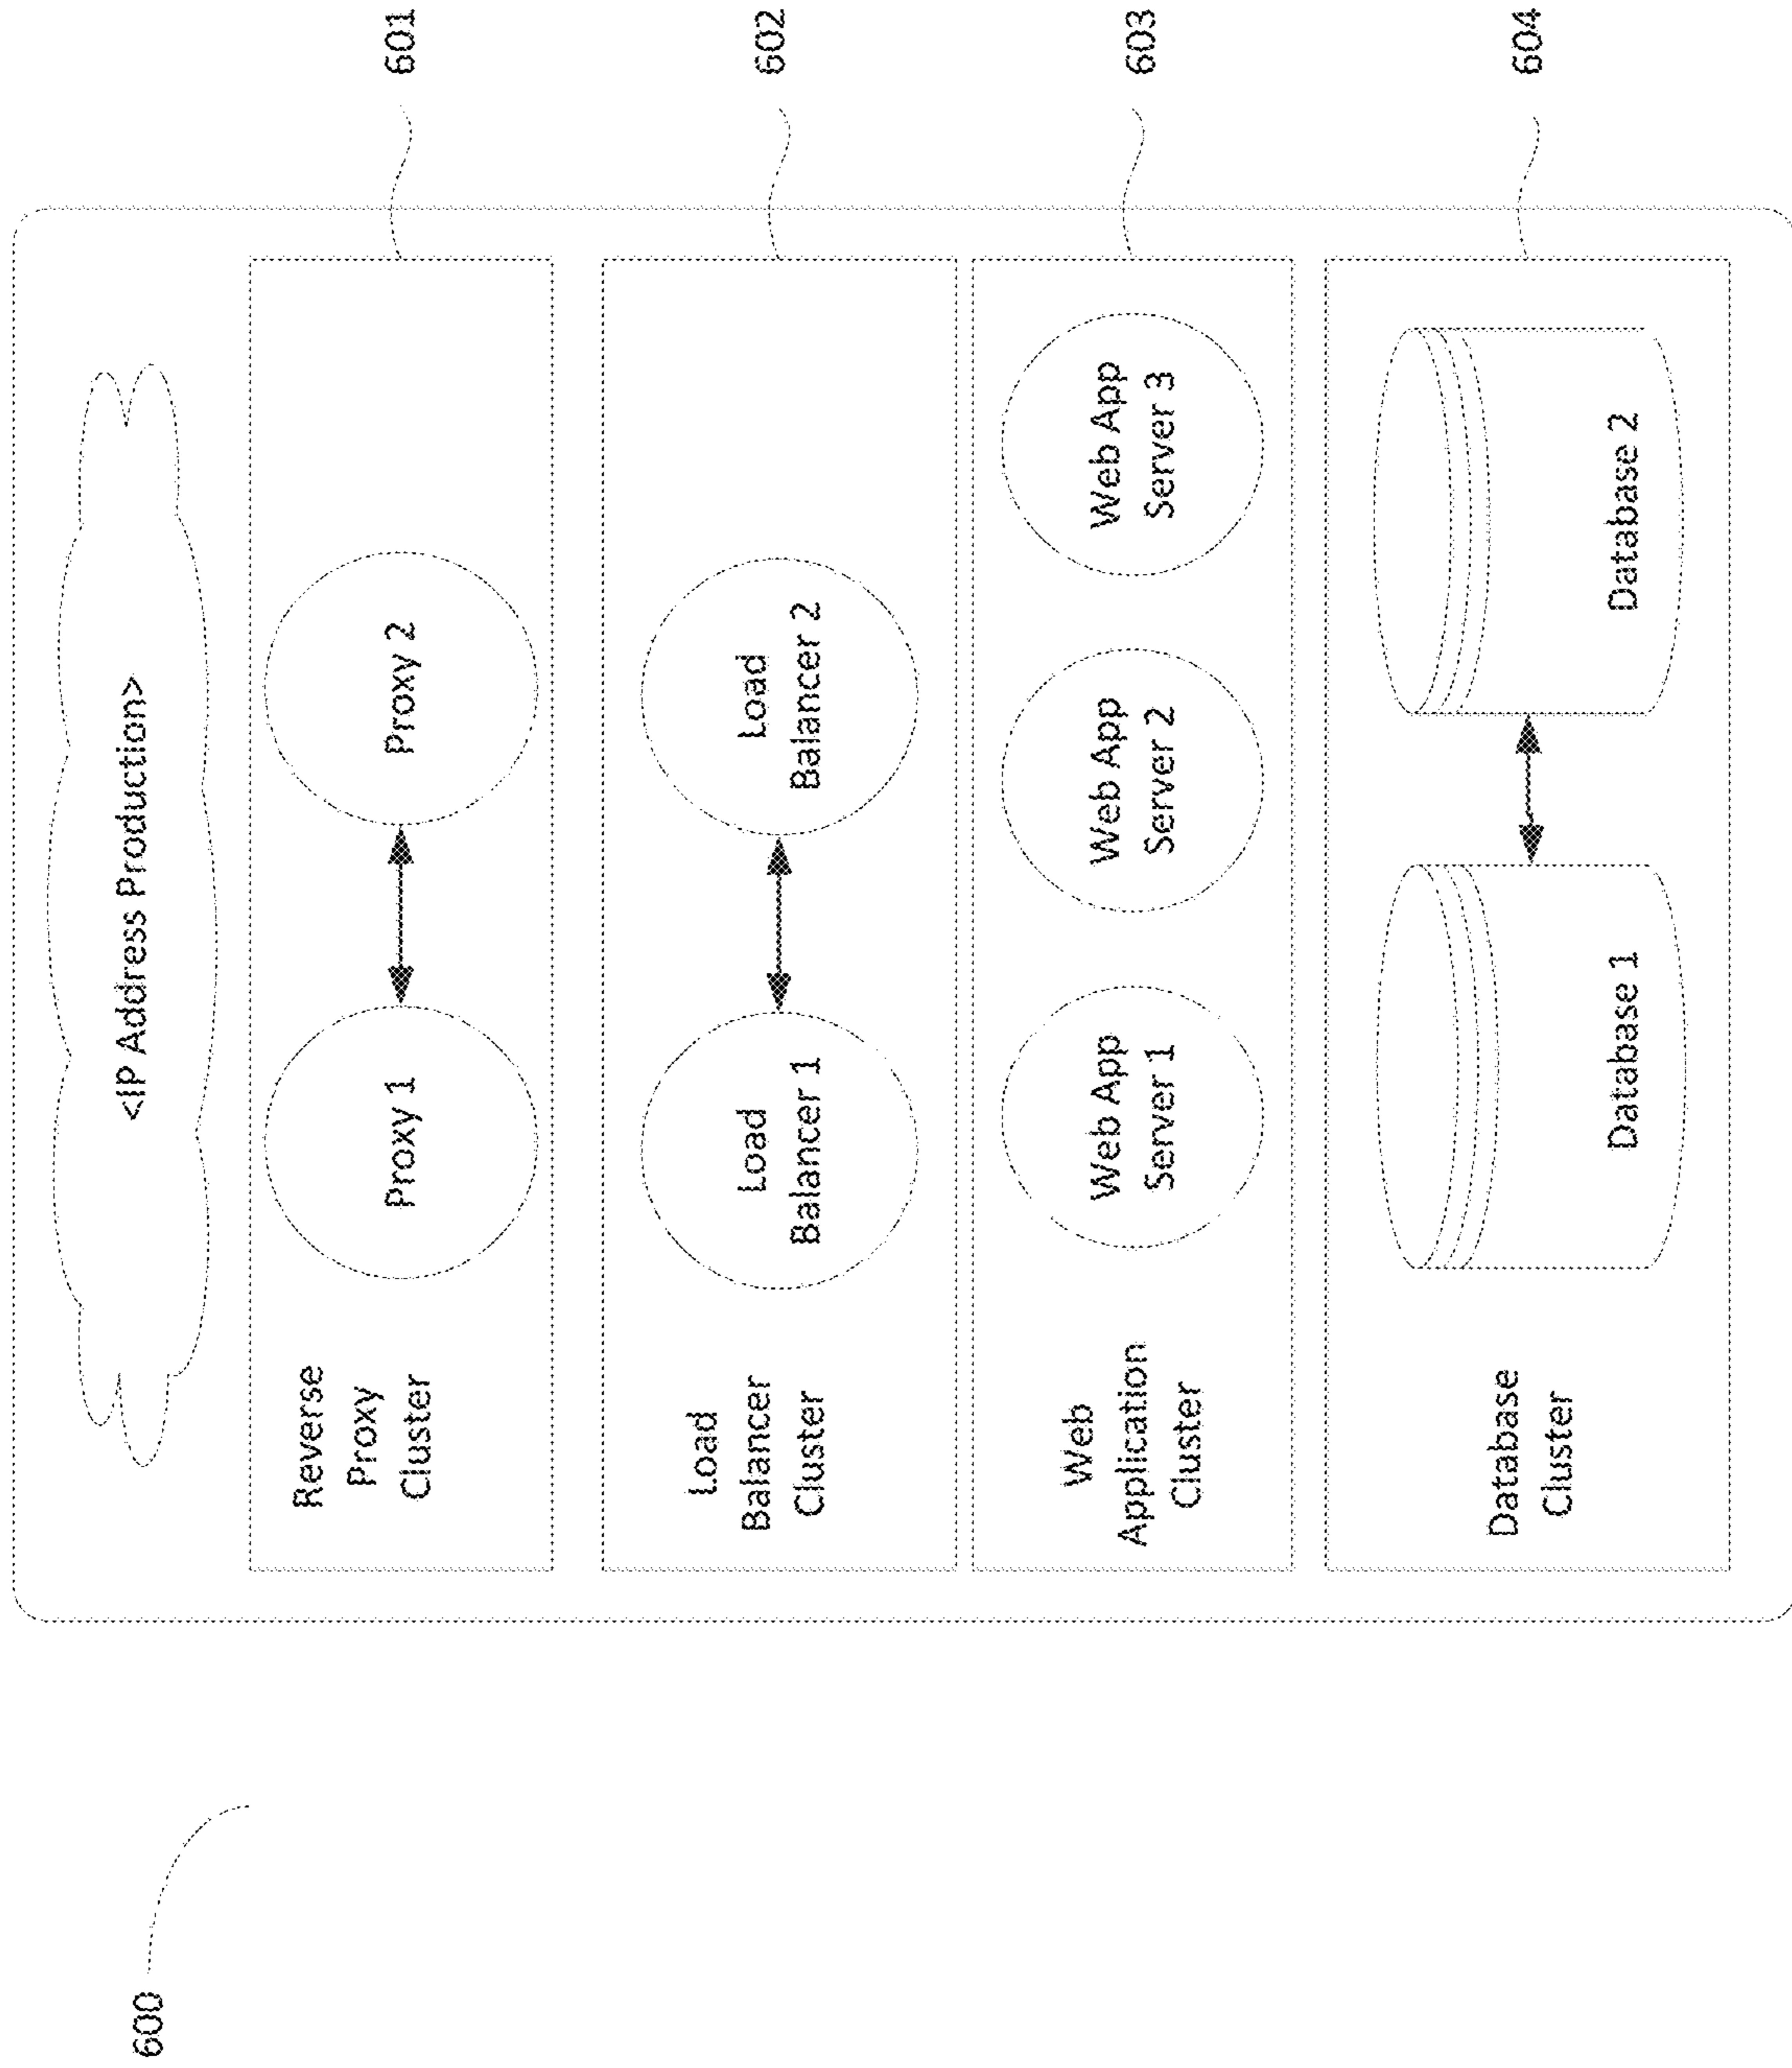 600
<IP Address Production>
Reverse
Proxy
Cluster
Proxy 1
Proxy 2
601
Load
Balancer
Cluster
Load
Balancer 1
Load
Balancer 2
602
Web
Application
Cluster
Web App
Server 1
Web App
Server 2
Web App
Server 3
603
Database
Cluster
Database 1
Database 2
604